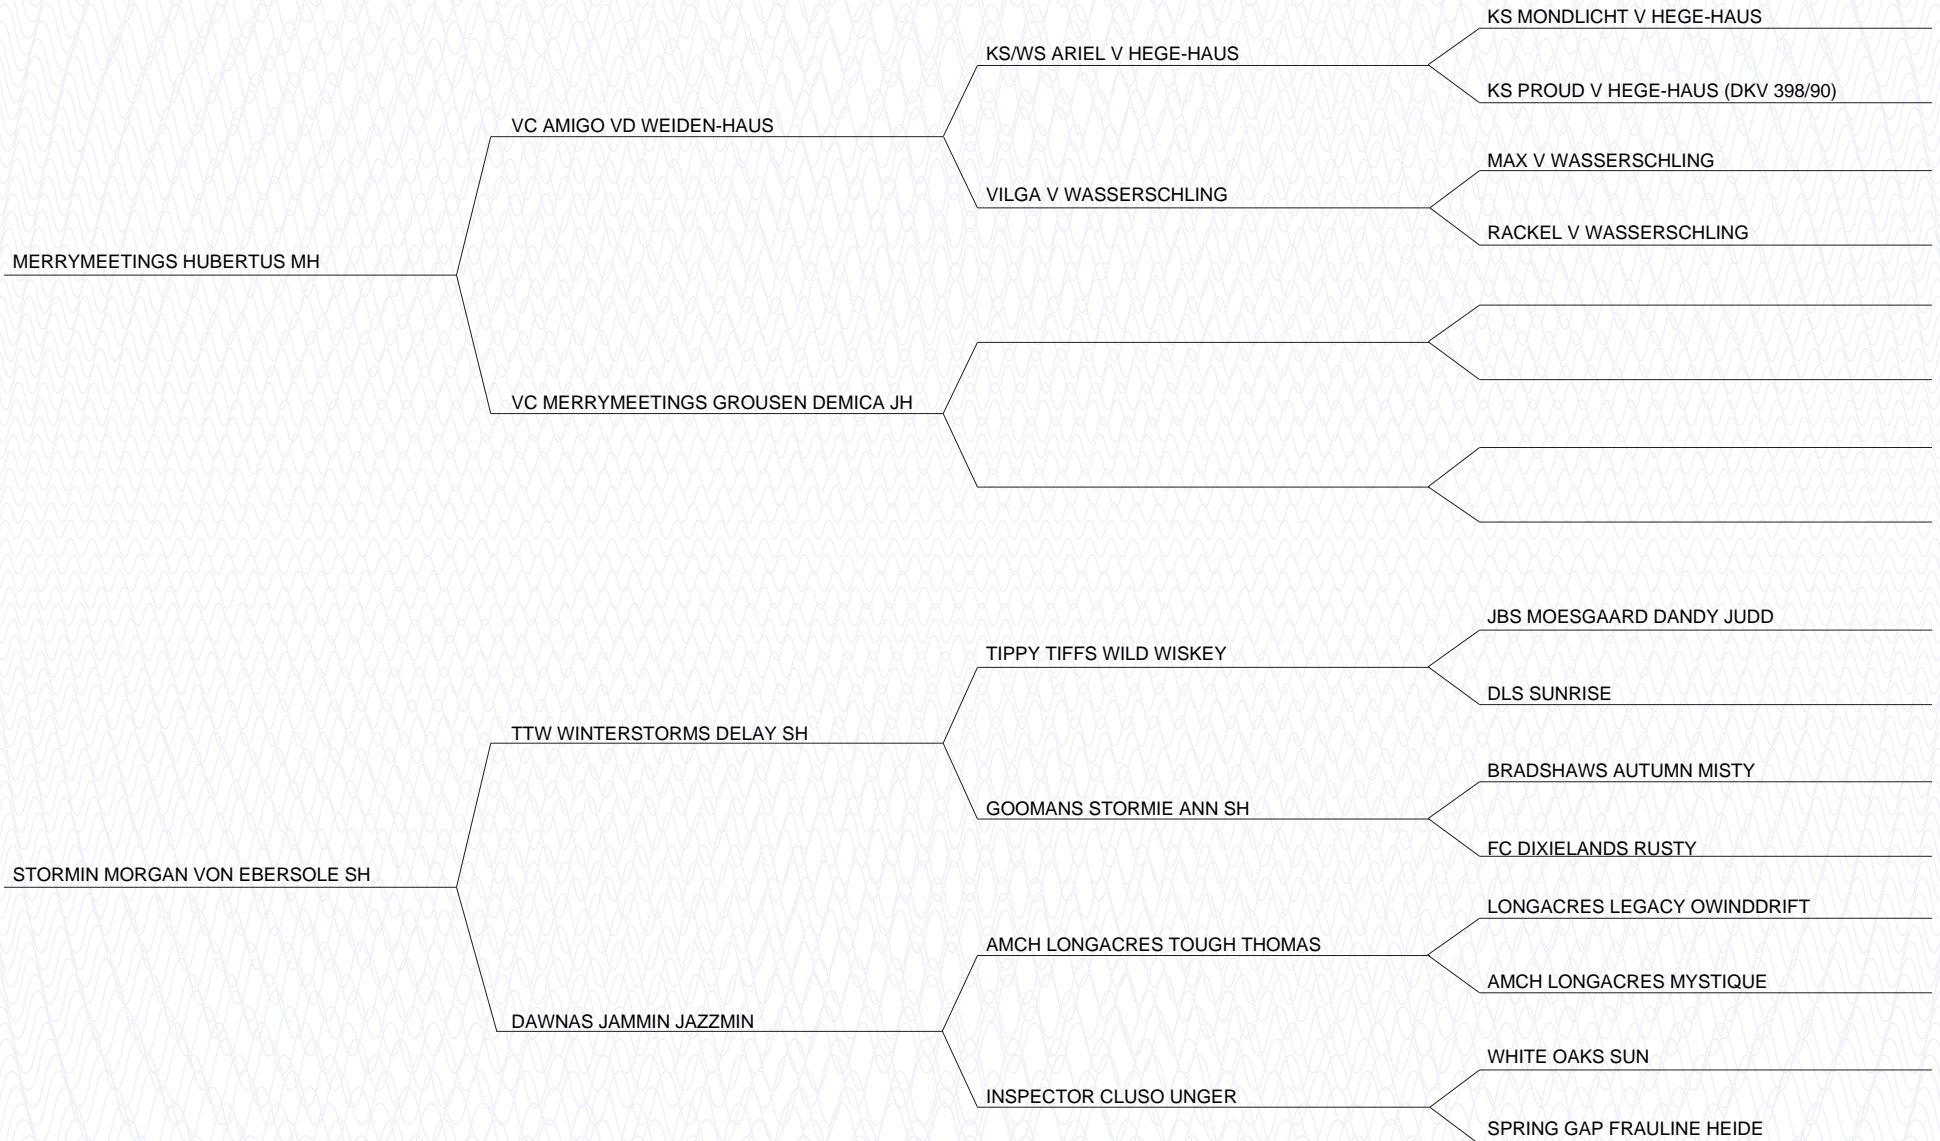 KS MONDLICHT V HEGE-HAUS
KS/WS ARIEL V HEGE-HAUS
KS PROUD V HEGE-HAUS (DKV 398/90)
VC AMIGO VD WEIDEN-HAUS
MAX V WASSERSCHLING
VILGA V WASSERSCHLING
RACKEL V WASSERSCHLING
MERRYMEETINGS HUBERTUS MH
VC MERRYMEETINGS GROUSEN DEMICA JH
JBS MOESGAARD DANDY JUDD
TIPPY TIFFS WILD WISKEY
DLS SUNRISE
TTW WINTERSTORMS DELAY SH
BRADSHAWS AUTUMN MISTY
GOOMANS STORMIE ANN SH
FC DIXIELANDS RUSTY
STORMIN MORGAN VON EBERSOLE SH
LONGACRES LEGACY OWINDDRIFT
AMCH LONGACRES TOUGH THOMAS
AMCH LONGACRES MYSTIQUE
DAWNAS JAMMIN JAZZMIN
WHITE OAKS SUN
INSPECTOR CLUSO UNGER
SPRING GAP FRAULINE HEIDE